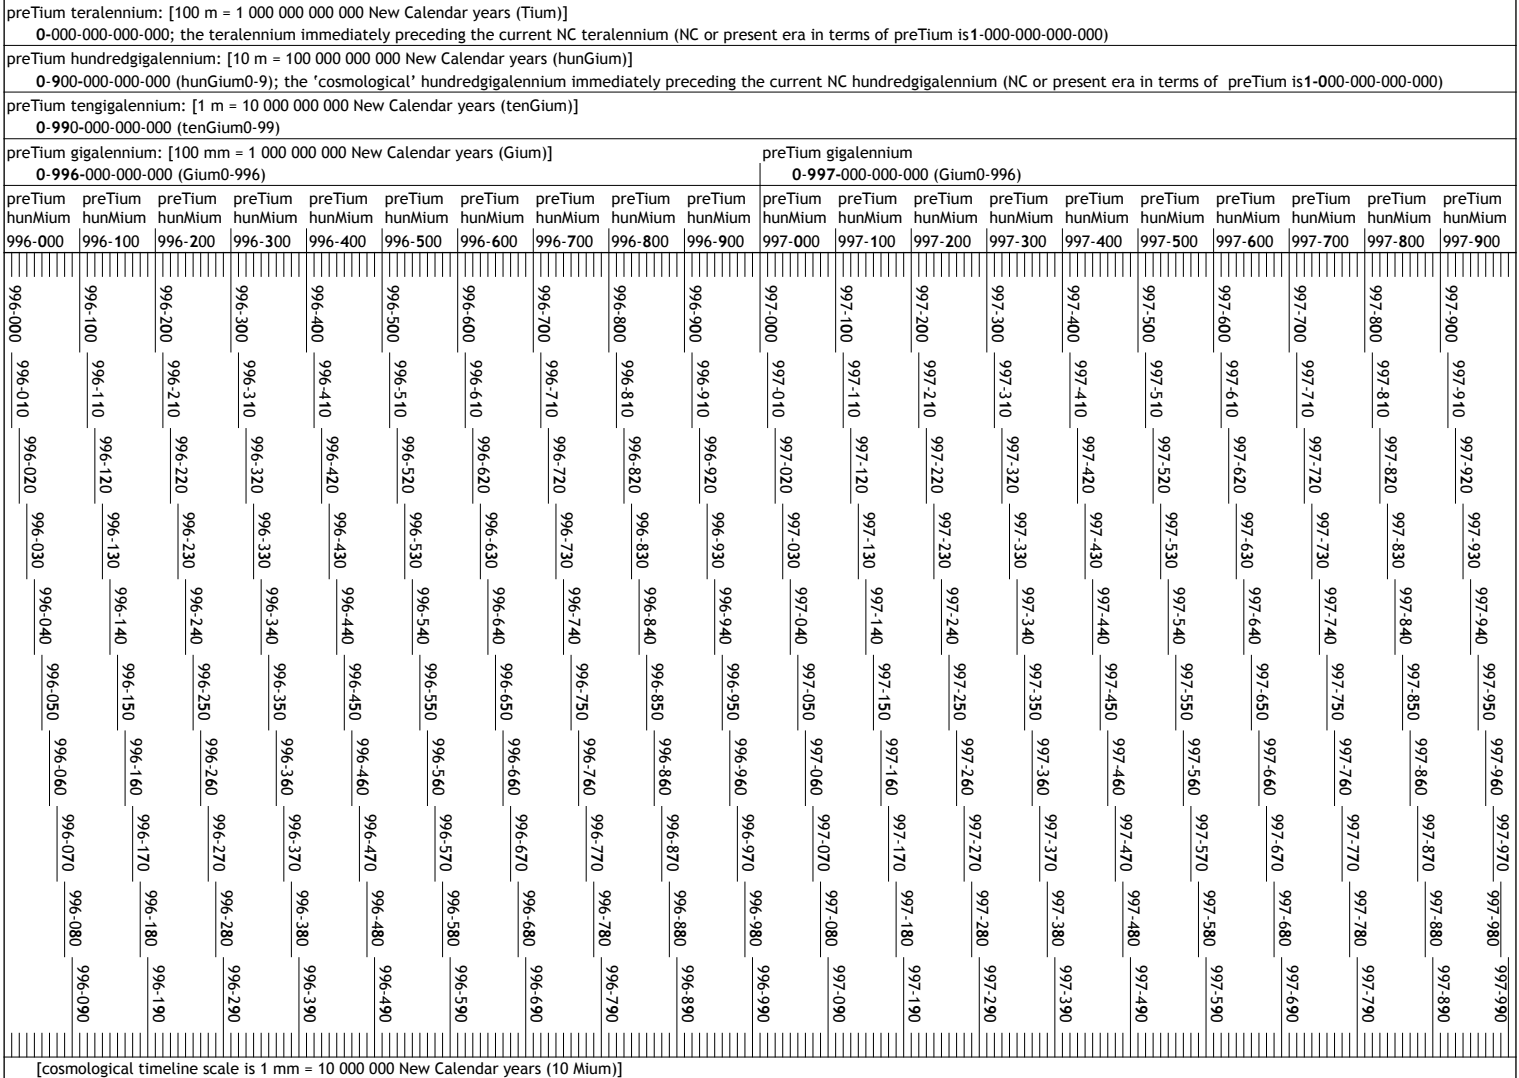 preTium teralennium: [100 m = 1 000 000 000 000 New Calendar years (Tium)]
0-000-000-000-000; the teralennium immediately preceding the current NC teralennium (NC or present era in terms of preTium is1-000-000-000-000)
preTium hundredgigalennium: [10 m = 100 000 000 000 New Calendar years (hunGium)]
0-900-000-000-000 (hunGium0-9); the ‘cosmological’ hundredgigalennium immediately preceding the current NC hundredgigalennium (NC or present era in terms of preTium is1-000-000-000-000)
preTium tengigalennium: [1 m = 10 000 000 000 New Calendar years (tenGium)]
0-990-000-000-000 (tenGium0-99)
preTium gigalennium: [100 mm = 1 000 000 000 New Calendar years (Gium)] preTium gigalennium
0-996-000-000-000 (Gium0-996) 0-997-000-000-000 (Gium0-996)
preTium preTium preTium preTium preTium preTium preTium preTium preTium preTium preTium preTium preTium preTium preTium preTium preTium preTium preTium preTium
hunMium hunMium hunMium hunMium hunMium hunMium hunMium hunMium hunMium hunMium hunMium hunMium hunMium hunMium hunMium hunMium hunMium hunMium hunMium hunMium
996-000 996-100 996-200 996-300 996-400 996-500 996-600 996-700 996-800 996-900 997-000 997-100 997-200 997-300 997-400 997-500 997-600 997-700 997-800 997-900
996-000 996-100 996-200 996-300 996-400 996-500 996-600 996-700 996-800 996-900 997-000 997-100 997-200 997-300 997-400 997-500 997-600 997-700 997-800 997-900
996-010 996-110 996-210 996-310 996-410 996-510 996-610 996-710 996-810 996-910 997-010 997-110 997-210 997-310 997-410 997-510 997-610 997-710 997-810 997-910
996-020 996-120 996-220 996-320 996-420 996-520 996-620 996-720 996-820 996-920 997-020 997-120 997-220 997-320 997-420 997-520 997-620 997-720 997-820 997-920
996-030 996-130 996-230 996-330 996-430 996-530 996-630 996-730 996-830 996-930 997-030 997-130 997-230 997-330 997-430 997-530 997-630 997-730 997-830 997-930
996-040 996-140 996-240 996-340 996-440 996-540 996-640 996-740 996-840 996-940 997-040 997-140 997-240 997-340 997-440 997-540 997-640 997-740 997-840 997-940
996-050 996-150 996-250 996-350 996-450 996-550 996-650 996-750 996-850 996-950 997-050 997-150 997-250 997-350 997-450 997-550 997-650 997-750 997-850 997-950
996-060 996-160 996-260 996-360 996-460 996-560 996-660 996-760 996-860 996-960 997-060 997-160 997-260 997-360 997-460 997-560 997-660 997-760 997-860 997-960
996-070 996-170 996-270 996-370 996-470 996-570 996-670 996-770 996-870 996-970 997-070 997-170 997-270 997-370 997-470 997-570 997-670 997-770 997-870 997-970
996-080 996-180 996-280 996-380 996-480 996-580 996-680 996-780 996-880 996-980 997-080 997-180 997-280 997-380 997-480 997-580 997-680 997-780 997-880 997-980
996-090 996-190 996-290 996-390 996-490 996-590 996-690 996-790 996-890 996-990 997-090 997-190 997-290 997-390 997-490 997-590 997-690 997-790 997-890 997-990
[cosmological timeline scale is 1 mm = 10 000 000 New Calendar years (10 Mium)]